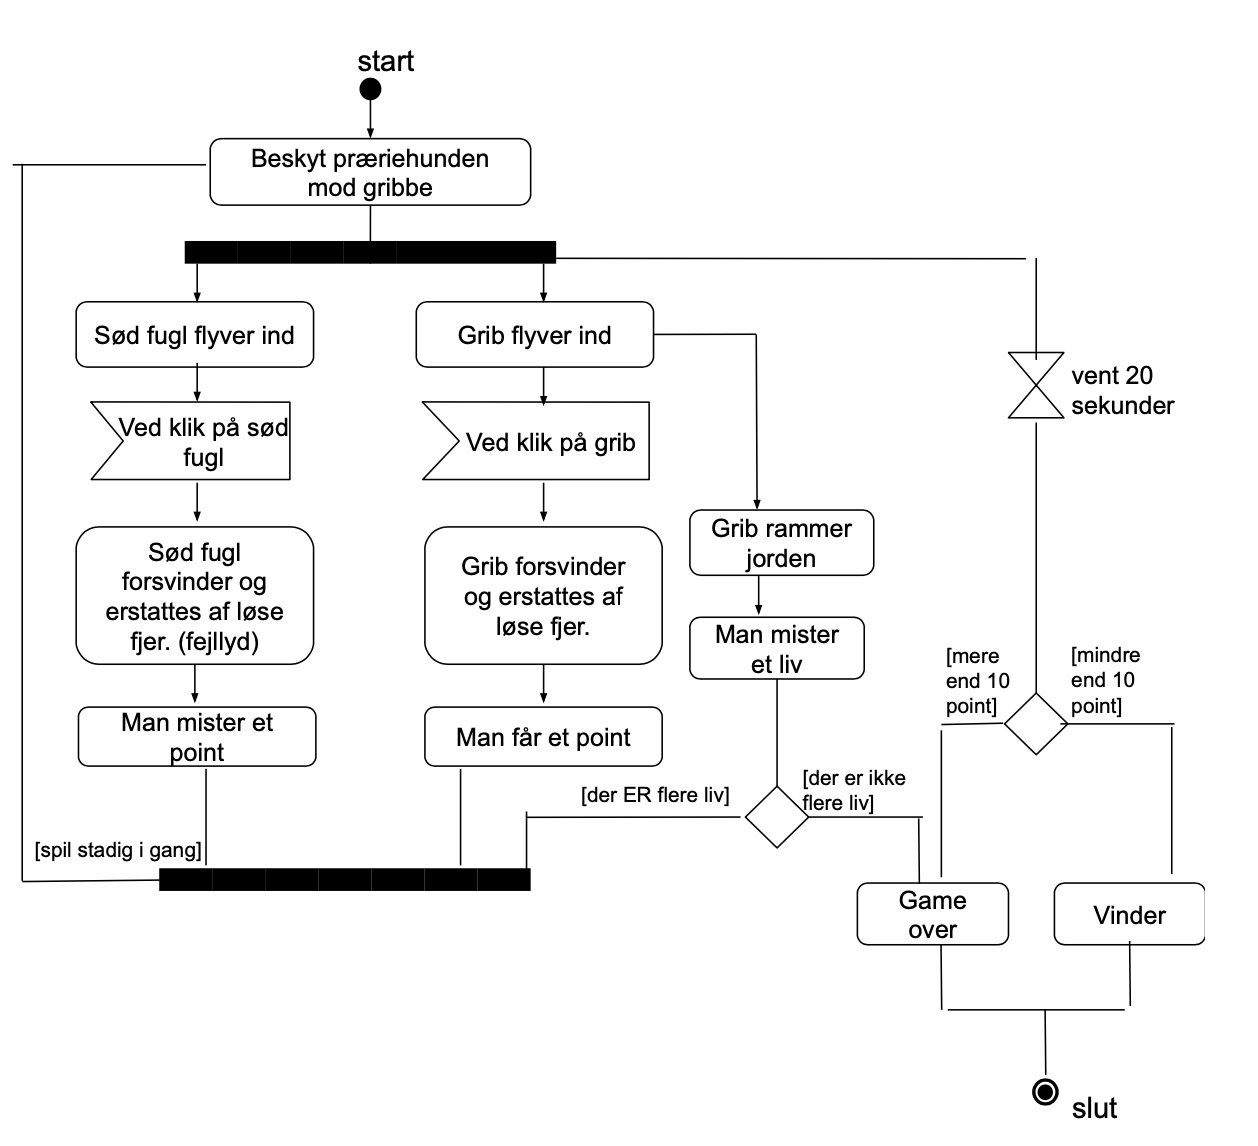 start
Beskyt præriehunden
mod gribbe
Sød fugl flyver ind
Grib flyver ind
vent 20
sekunder
Ved klik på sød
fugl
Ved klik på grib
Grib rammer
jorden
Sød fugl
forsvinder og
erstattes af løse
fjer. (fejllyd)
Grib forsvinder
og erstattes af
løse fjer.
Man mister
et liv
[mere
end 10
point]
[mindre
end 10
point]
Man mister et
point
Man får et point
[der ER flere liv]
[der er ikke
flere liv]
[spil stadig i gang]
Game
over
Vinder
slut